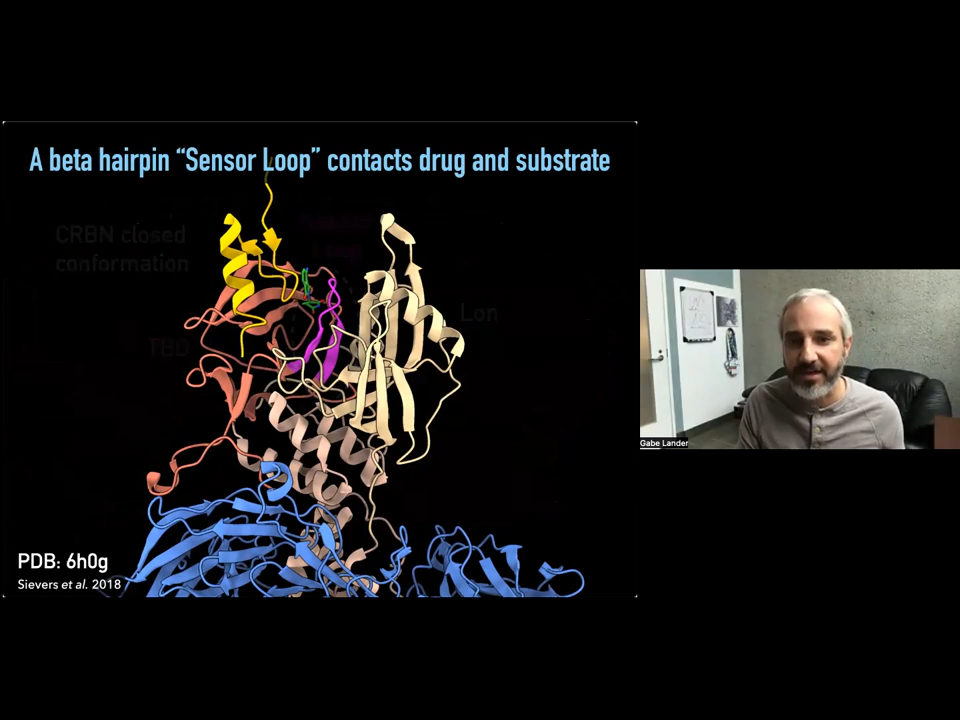 A beta hairpin “Sensor Loop” contacts drug and substrate
CRBN closed
conformation
Lon
TBD
PDB: 6h0g
Sievers et al. 2018
Gabe Lander